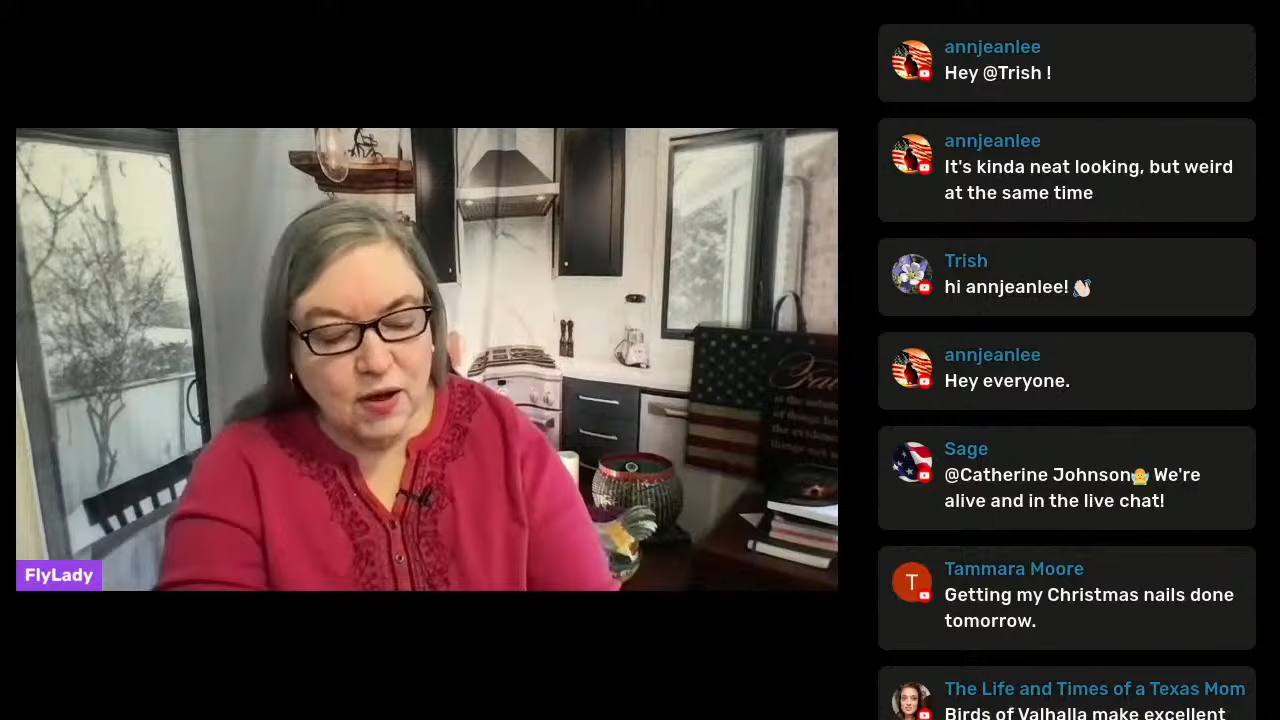 annjeanlee
Hey @Trish !
annjeanlee
It's kinda neat looking, but weird
at the same time
Trish
hi annjeanlee!👋🏻
annjeanlee
Hey everyone.
Sage
@Catherine Johnson🙋‍♂️ We're
alive and in the live chat!
Tammara Moore
Getting my Christmas nails done
tomorrow.
The Life and Times of a Texas Mom
Birds of Valhalla make excellent
T
FlyLady